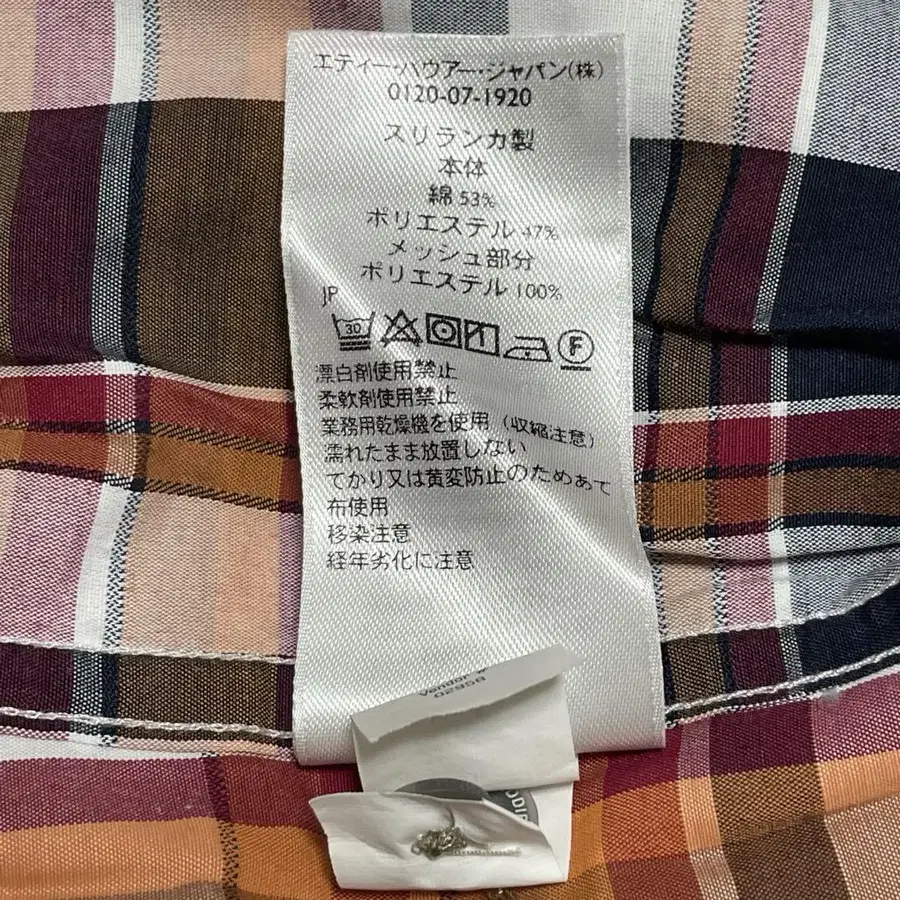 エディー・バウアー・ジャパン(株)
0120-07-1920
スリランカ製
本体
綿 53%
ポリエステル 47%
メッシュ部分
ポリエステル 100%
JP
30
F
漂白剤使用禁止
柔軟剤使用禁止
業務用乾燥機を使用（収縮注意）
濡れたまま放置しない
てかり又は黄変防止のためあて
布使用
移染注意
経年劣化に注意